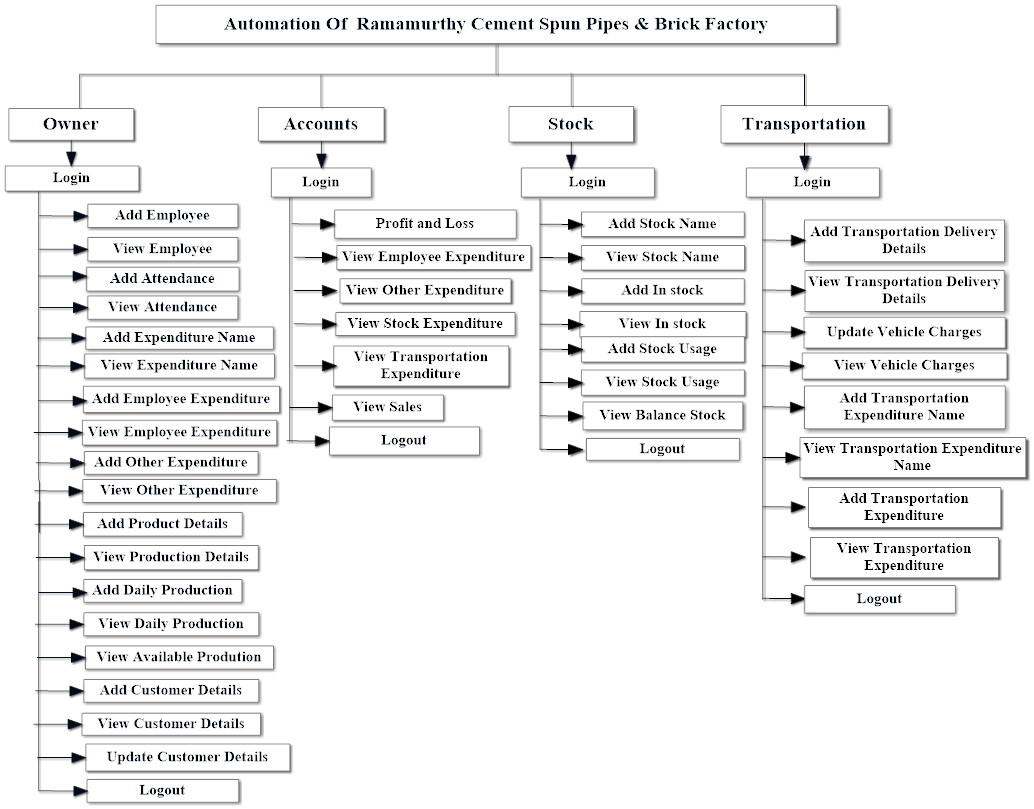 Automation Of Ramamurthy Cement Spun Pipes & Brick Factory
Owner
Login
Add Employee
View Employee
Add Attendance
View Attendance
Add Expenditure Name
View Expenditure Name
Add Employee Expenditure
View Employee Expenditure
Add Other Expenditure
View Other Expenditure
Add Product Details
View Production Details
Add Daily Production
View Daily Production
View Available Prodution
Add Customer Details
View Customer Details
Update Customer Details
Logout
Accounts
Login
Profit and Loss
View Employee Expenditure
View Other Expenditure
View Stock Expenditure
View Transportation
Expenditure
View Sales
Logout
Stock
Login
Add Stock Name
View Stock Name
Add In stock
View In stock
Add Stock Usage
View Stock Usage
View Balance Stock
Logout
Transportation
Login
Add Transportation Delivery
Details
View Transportation Delivery
Details
Update Vehicle Charges
View Vehicle Charges
Add Transportation
Expenditure Name
View Transportation Expenditure
Name
Add Transportation
Expenditure
View Transportation
Expenditure
Logout